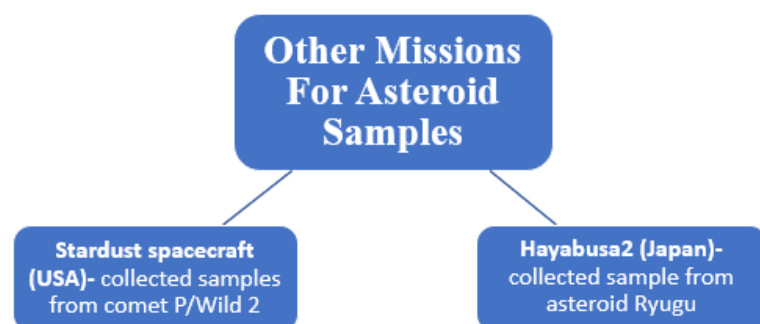 Other Missions
For Asteroid
Samples
Stardust spacecraft
(USA)- collected samples
from comet P/Wild 2
Hayabusa2 (Japan)-
collected sample from
asteroid Ryugu